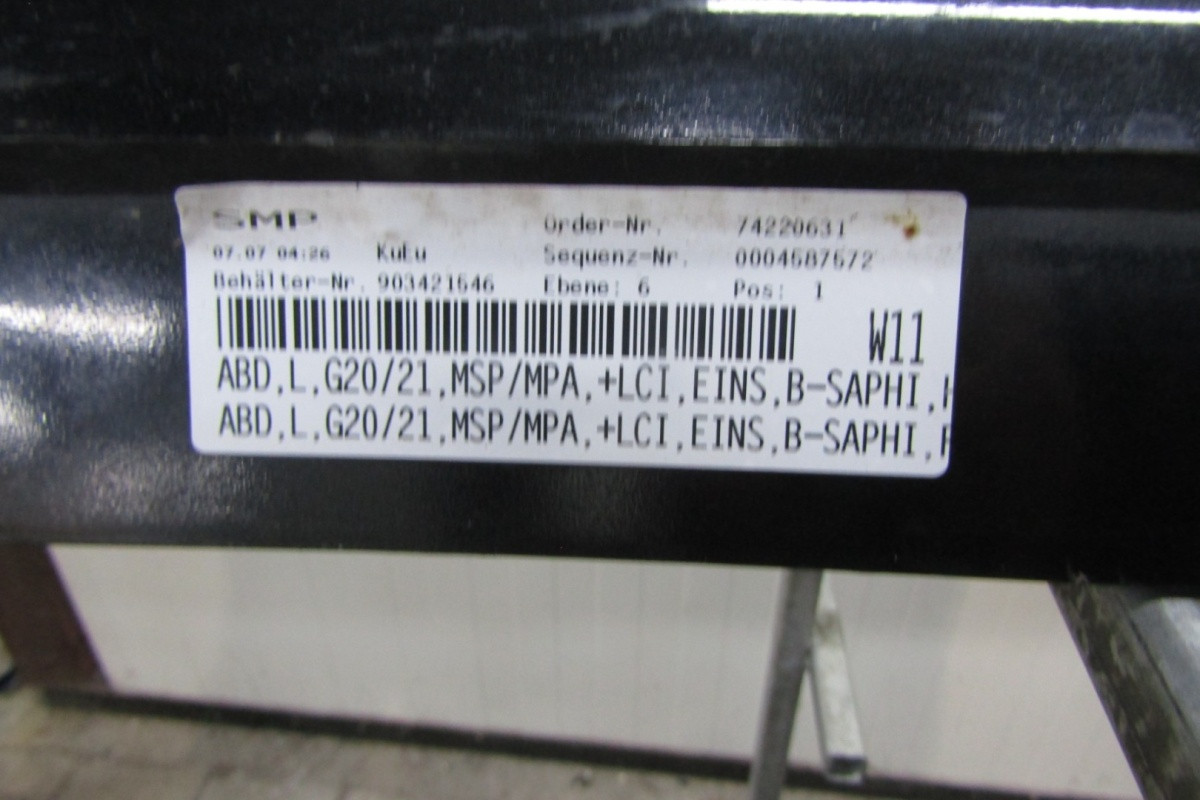 SMP Order-Nr. 74220631
07.07 04:26 KuLu Sequenz-Nr. 0004587572
Behälter-Nr. 903421546 Ebene: 6 Pos: 1
W11
ABD,L,G20/21,MSP/MPA,+LCI,EINS,B-SAPHI,
ABD,L,G20/21,MSP/MPA,+LCI,EINS,B-SAPHI,